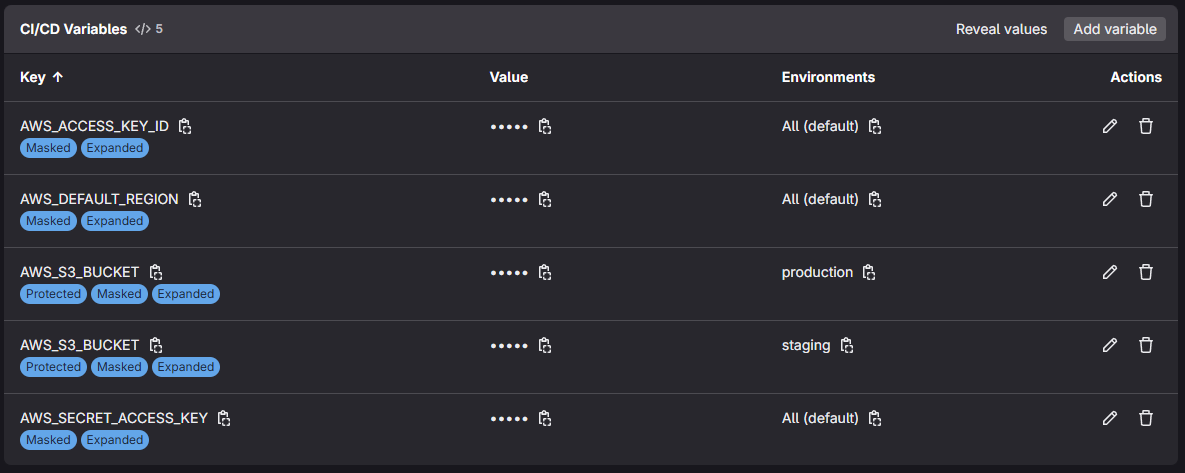 CI/CD Variables </> 5 Reveal values Add variable
Key ↑ Value Environments Actions
AWS_ACCESS_KEY_ID ••••• All (default)
Masked Expanded
AWS_DEFAULT_REGION ••••• All (default)
Masked Expanded
AWS_S3_BUCKET ••••• production
Protected Masked Expanded
AWS_S3_BUCKET ••••• staging
Protected Masked Expanded
AWS_SECRET_ACCESS_KEY ••••• All (default)
Masked Expanded